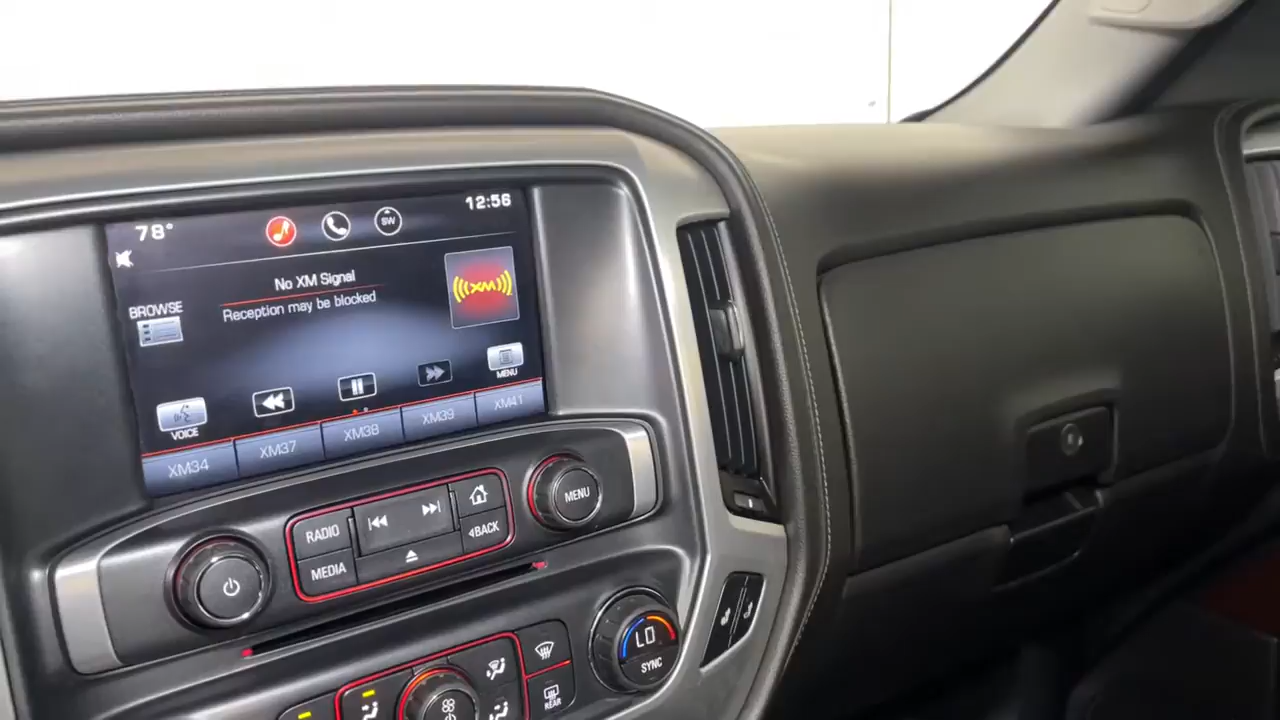 78°
12:56
SW
No XM Signal
Reception may be blocked
XM
BROWSE
MENU
VOICE
XM34
XM37
XM38
XM39
XM41
RADIO
MEDIA
BACK
MENU
LO
SYNC
REAR